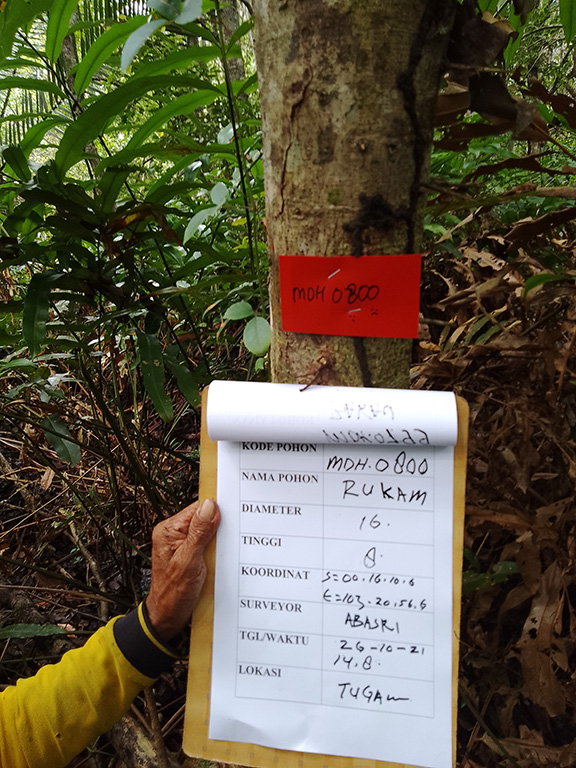 MDH 0800
KODE POHON MDH.0800
NAMA POHON RUKAM
DIAMETER 16.
TINGGI 8.
KOORDINAT S=00.16.10.6
E=103.20.56.6
SURVEYOR ABASRI
TGL/WAKTU 26-10-21
14.8.
LOKASI TUGAW